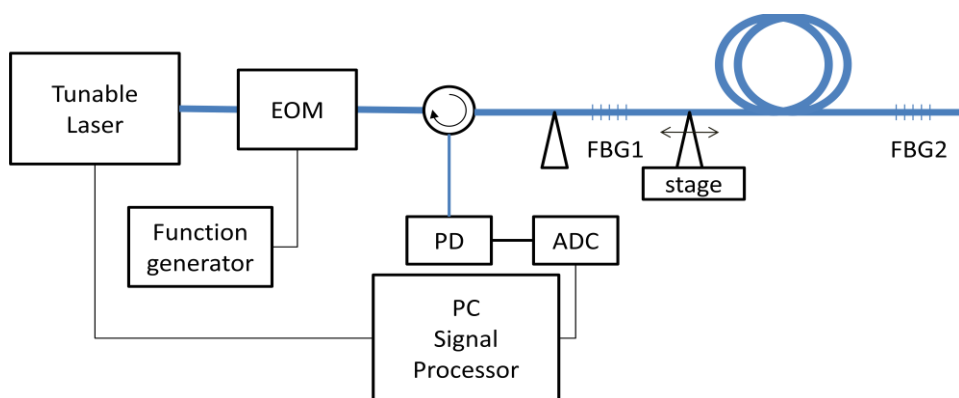 Tunable
Laser
EOM
FBG1
FBG2
stage
Function
generator
PD
ADC
PC
Signal
Processor